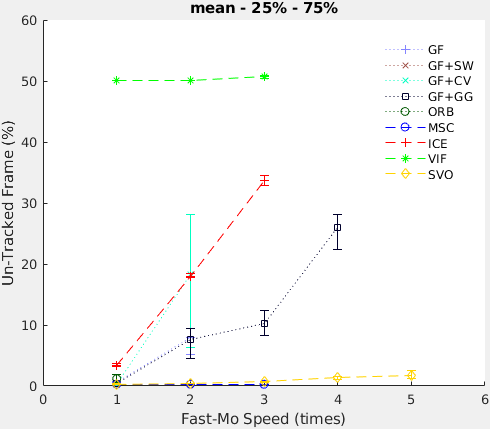 mean - 25% - 75%
60
50
40
30
20
10
0
Un-Tracked Frame (%)
GF
GF+SW
GF+CV
GF+GG
ORB
MSC
ICE
VIF
SVO
0 1 2 3 4 5 6
Fast-Mo Speed (times)